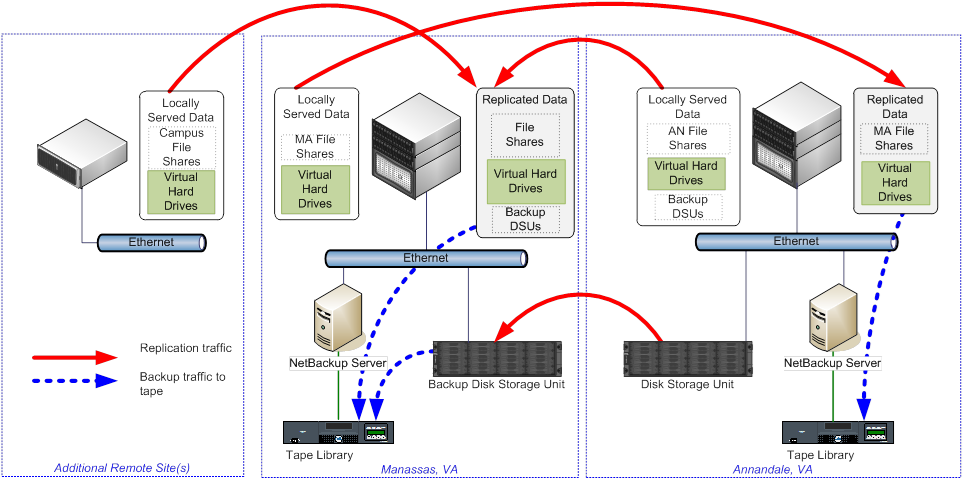 Locally
Served Data
Campus
File
Shares
Virtual
Hard
Drives
Ethernet
Replication traffic
Backup traffic to
tape
Additional Remote Site(s)
Locally
Served Data
MA File
Shares
Virtual
Hard
Drives
Replicated Data
File
Shares
Virtual Hard
Drives
Backup
DSUs
Ethernet
NetBackup Server
Backup Disk Storage Unit
Tape Library
Manassas, VA
Locally Served
Data
AN File
Shares
Virtual Hard
Drives
Backup
DSUs
Replicated
Data
MA File
Shares
Virtual
Hard
Drives
Ethernet
Disk Storage Unit
NetBackup Server
Tape Library
Annandale, VA